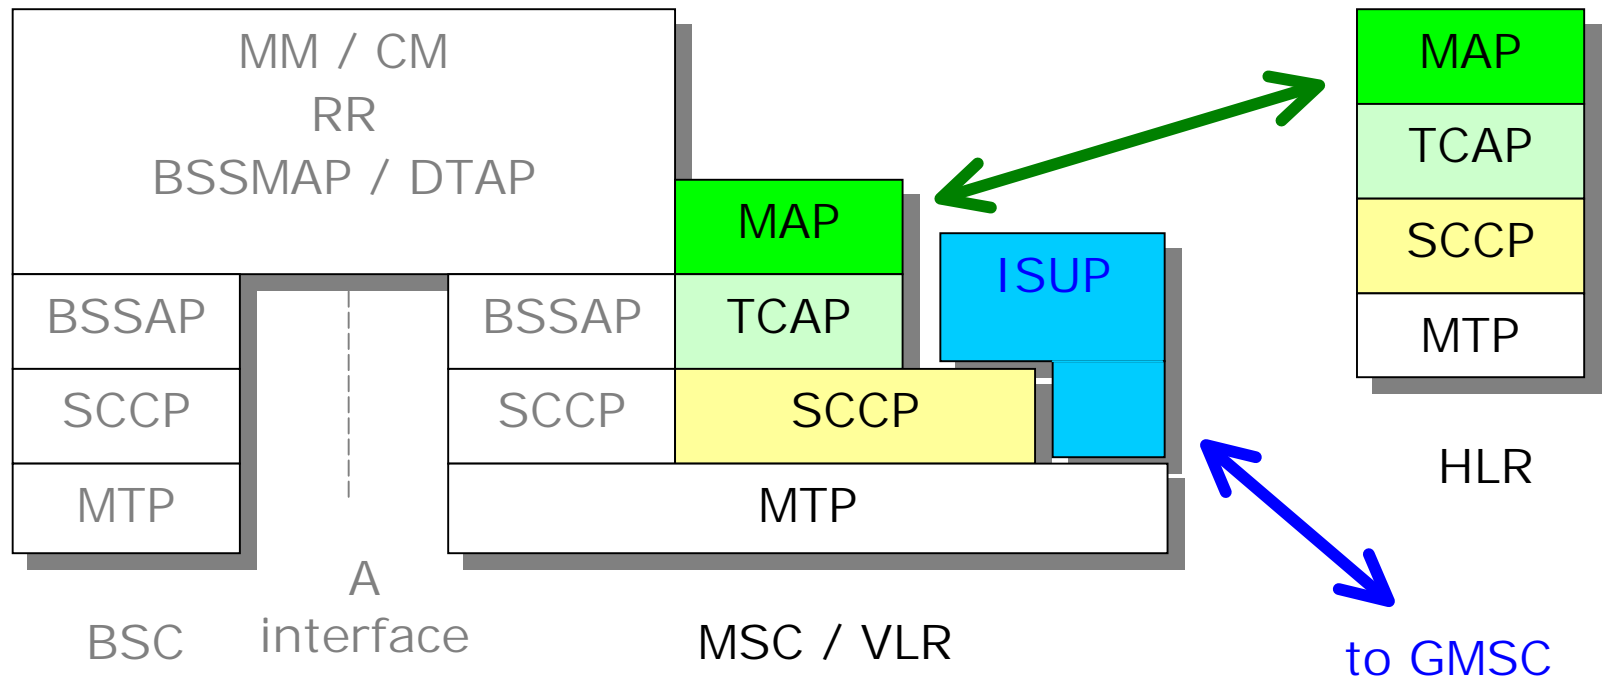 MM / CM
RR
BSSMAP / DTAP
BSSAP
SCCP
MTP
BSC
A
interface
BSSAP
SCCP
MAP
TCAP
SCCP
ISUP
MTP
MSC / VLR
MAP
TCAP
SCCP
MTP
HLR
to GMSC